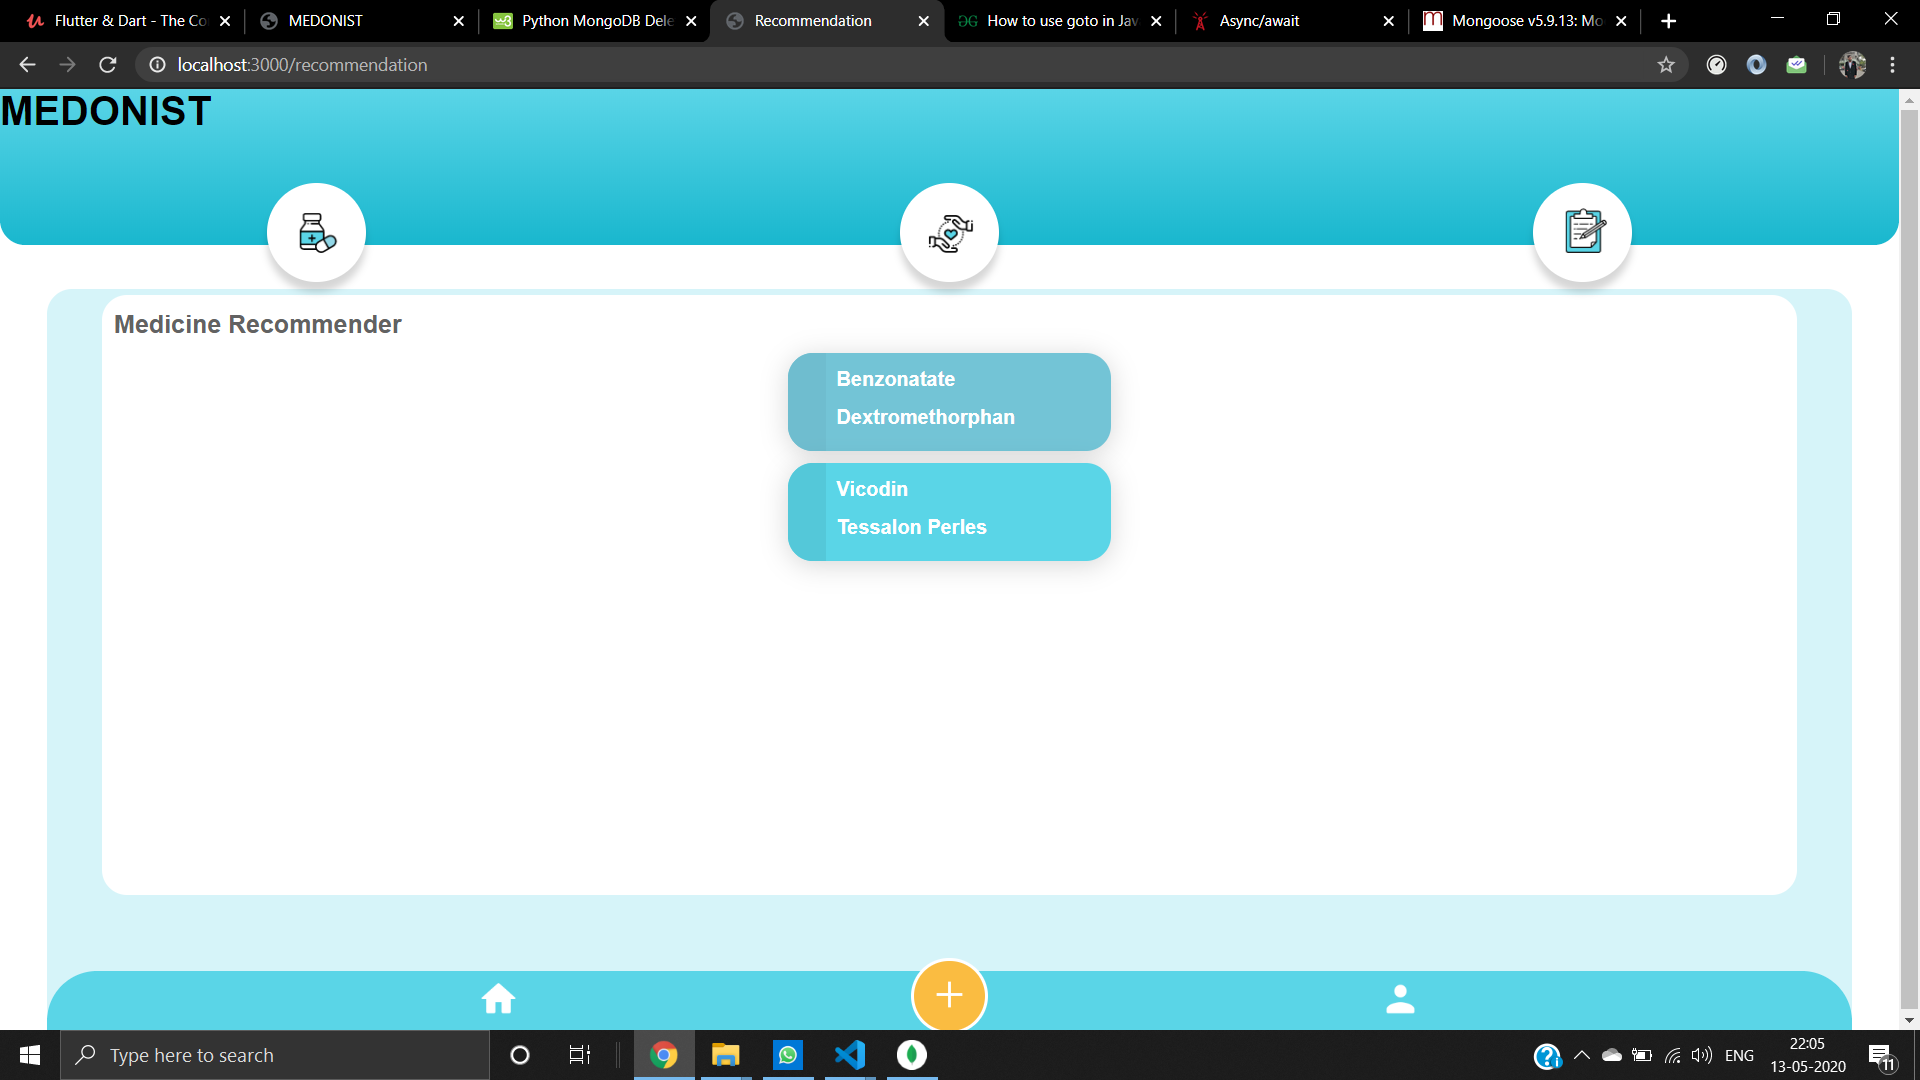 Flutter & Dart - The Co
MEDONIST
Python MongoDB Dele
Recommendation
How to use goto in Jav
Async/await
Mongoose v5.9.13: Mo
localhost:3000/recommendation
MEDONIST
Medicine Recommender
Benzonatate
Dextromethorphan
Vicodin
Tessalon Perles
Type here to search
ENG
22:05
13-05-2020
11